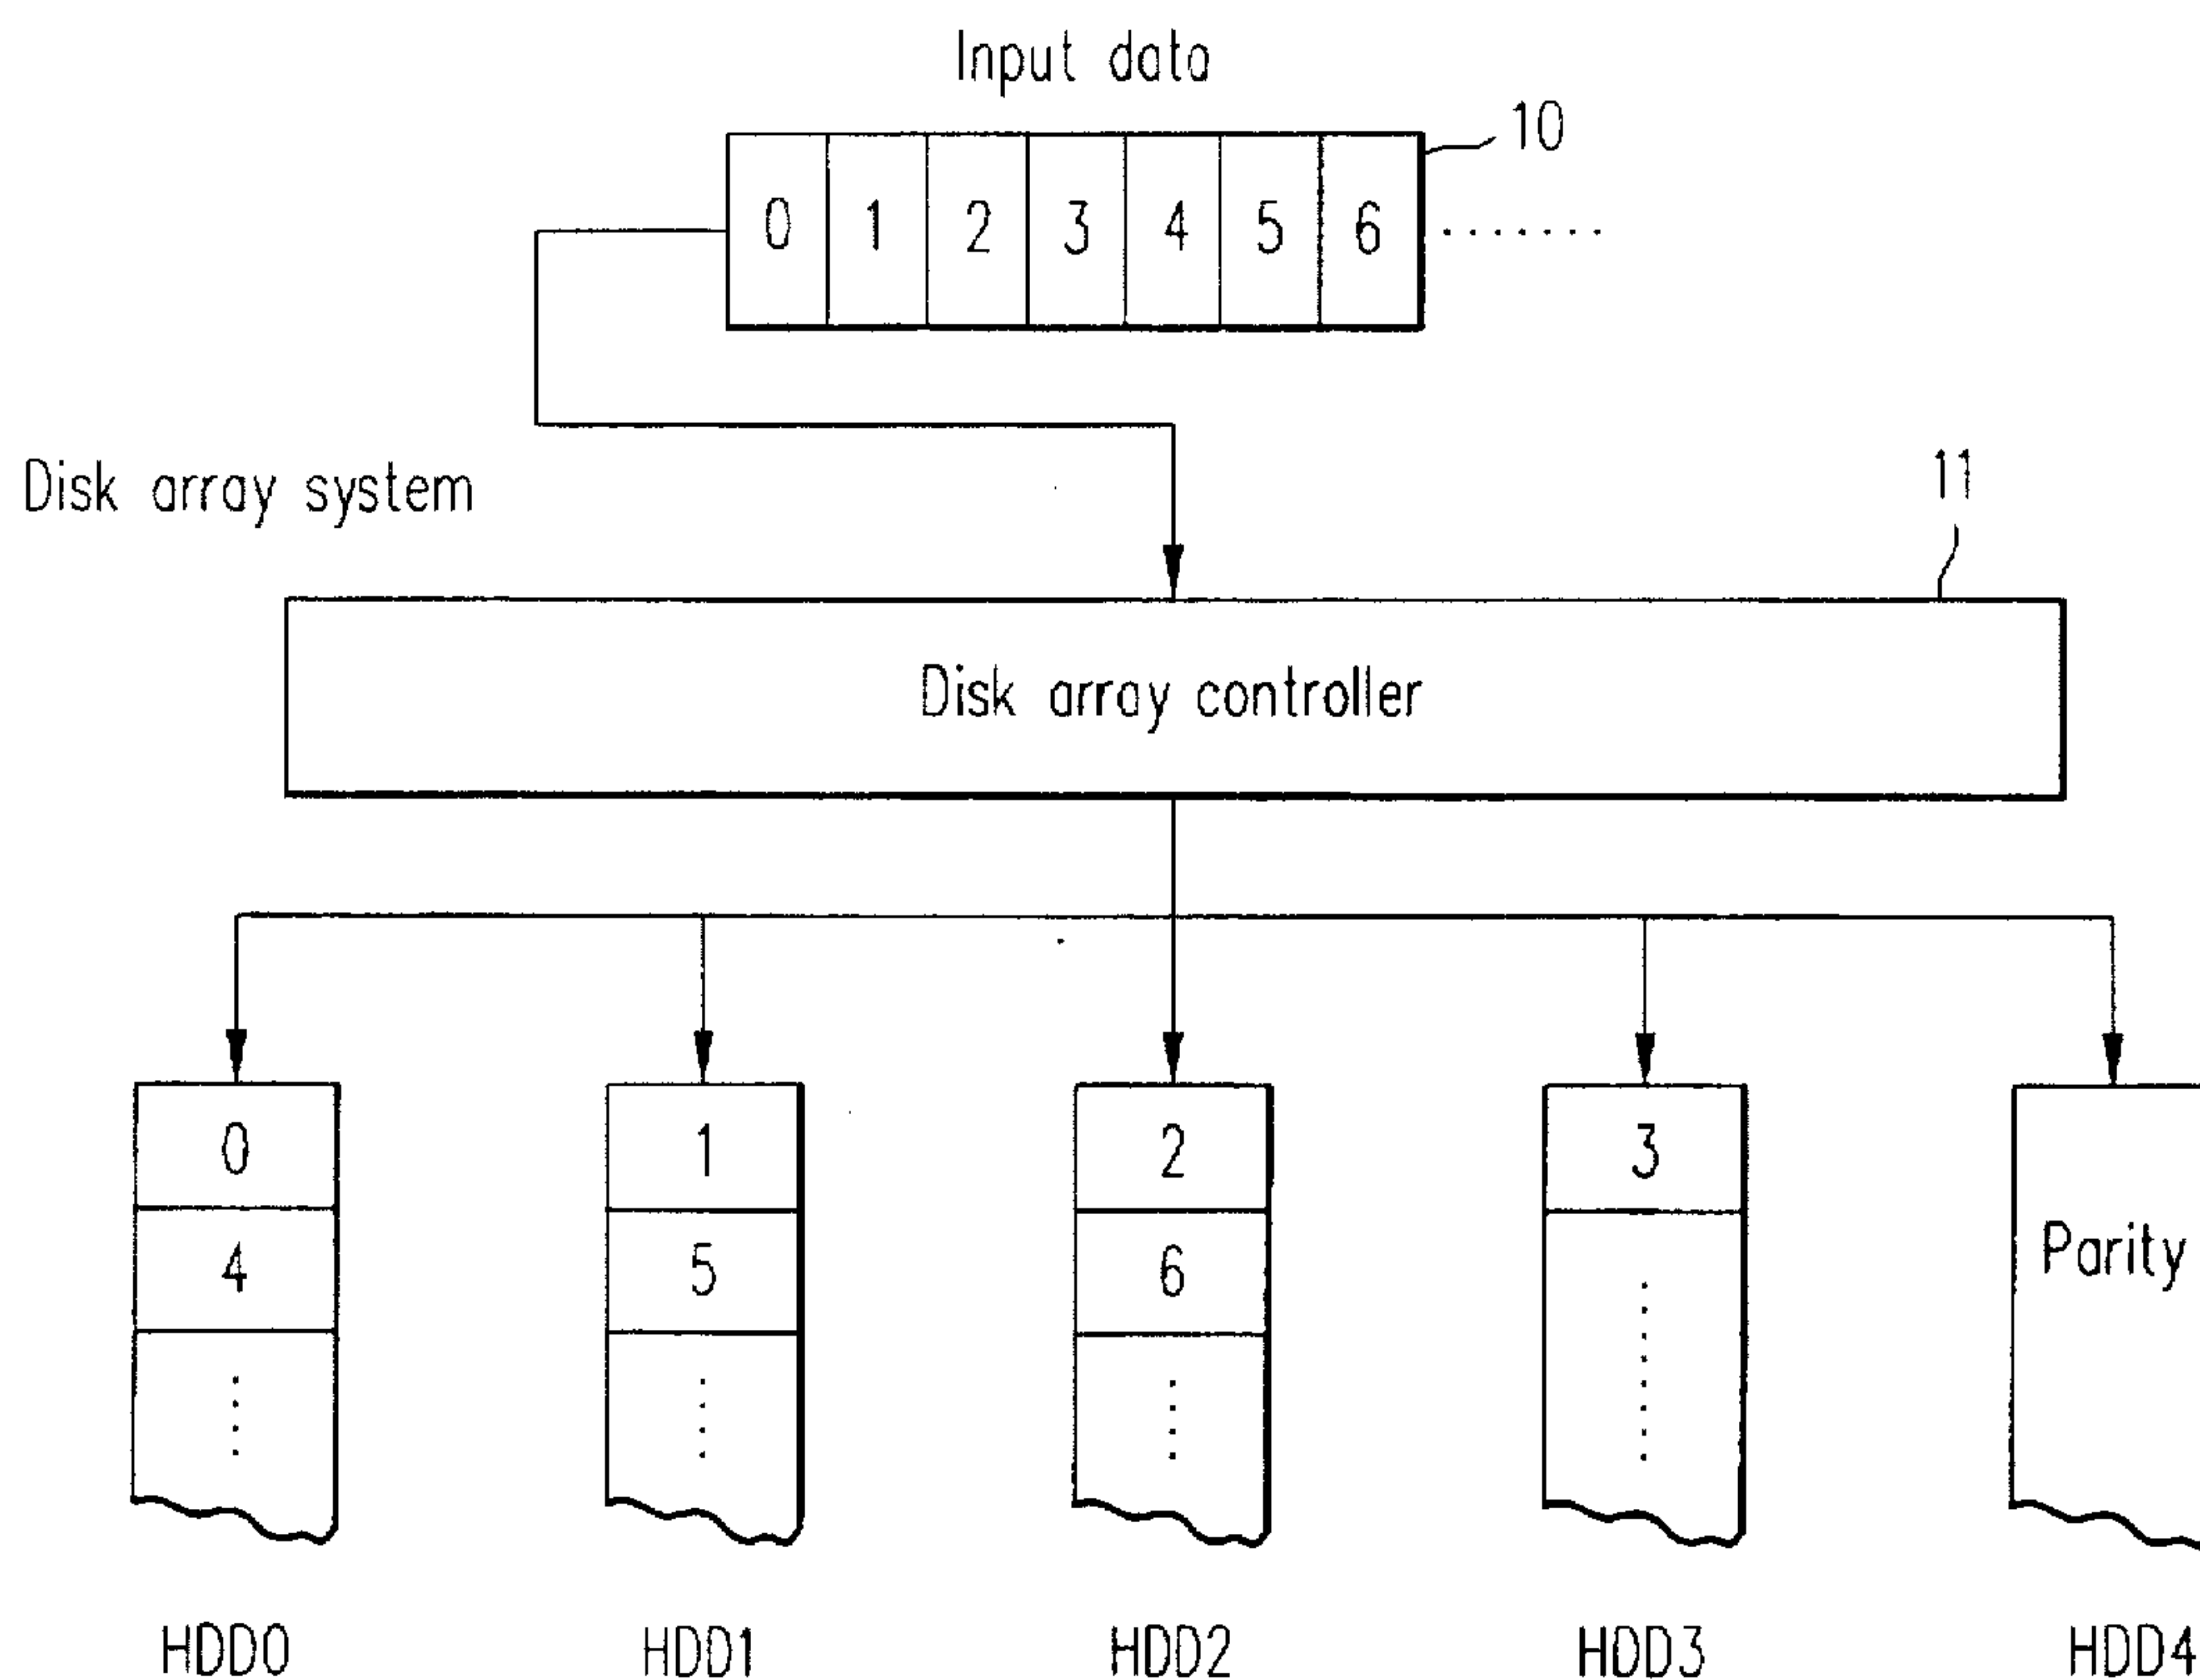 Input data
10
0 1 2 3 4 5 6 .......
Disk array system
11
Disk array controller
0 1 2 3
4 5 6 Parity
HDD0 HDD1 HDD2 HDD3 HDD4